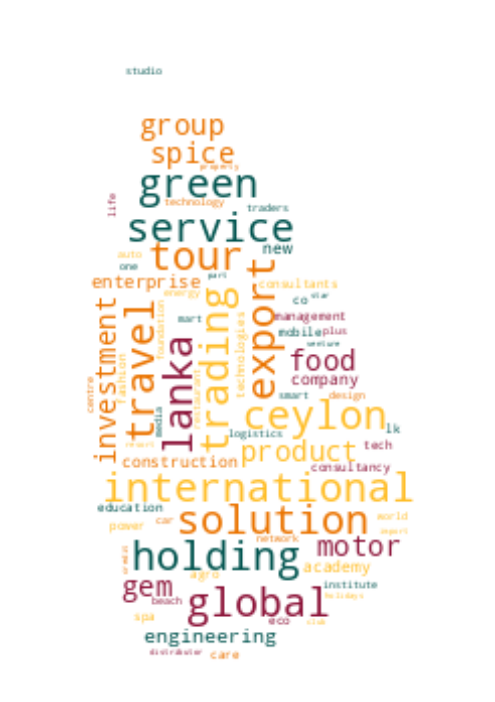 studio
group
spice
property
green
life
technology
traders
service
tour
new
auto
one
enterprise
part
consultants
energy
co
star
investment
travel
foundation
mart
lanka
trading
technologies
export
management
mobile
plus
venture
food
company
centre
fashion
media
restaurant
smart
design
ceylon
lk
logistics
resort
product
tech
construction
consultancy
international
education
power
car
solution
world
import
network
holding
motor
academy
agro
gem
beach
institute
holidays
global
spa
eco
club
engineering
distributor
care